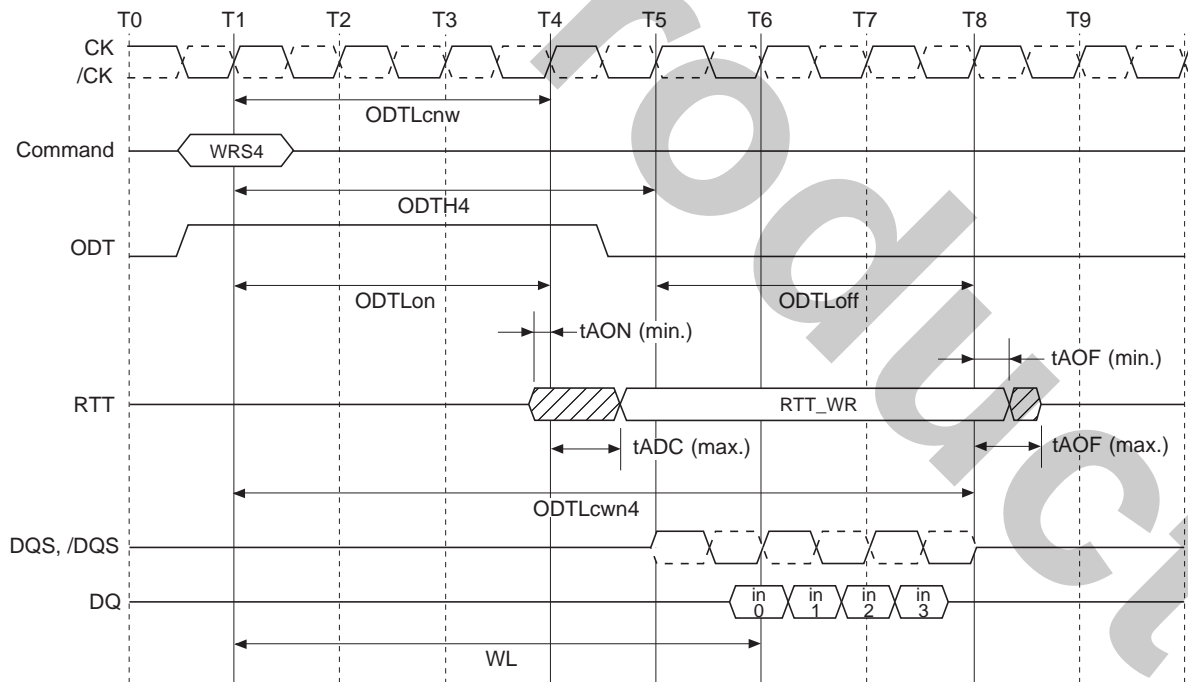 T0 T1 T2 T3 T4 T5 T6 T7 T8 T9
CK
/CK
ODTLcnw
Command WRS4
ODTH4
ODT
ODTLon ODTLoff
tAON (min.)
tAOF (min.)
RTT RTT_WR
tADC (max.) tAOF (max.)
ODTLcwn4
DQS, /DQS
DQ in 0 in 1 in 2 in 3
WL
roduct